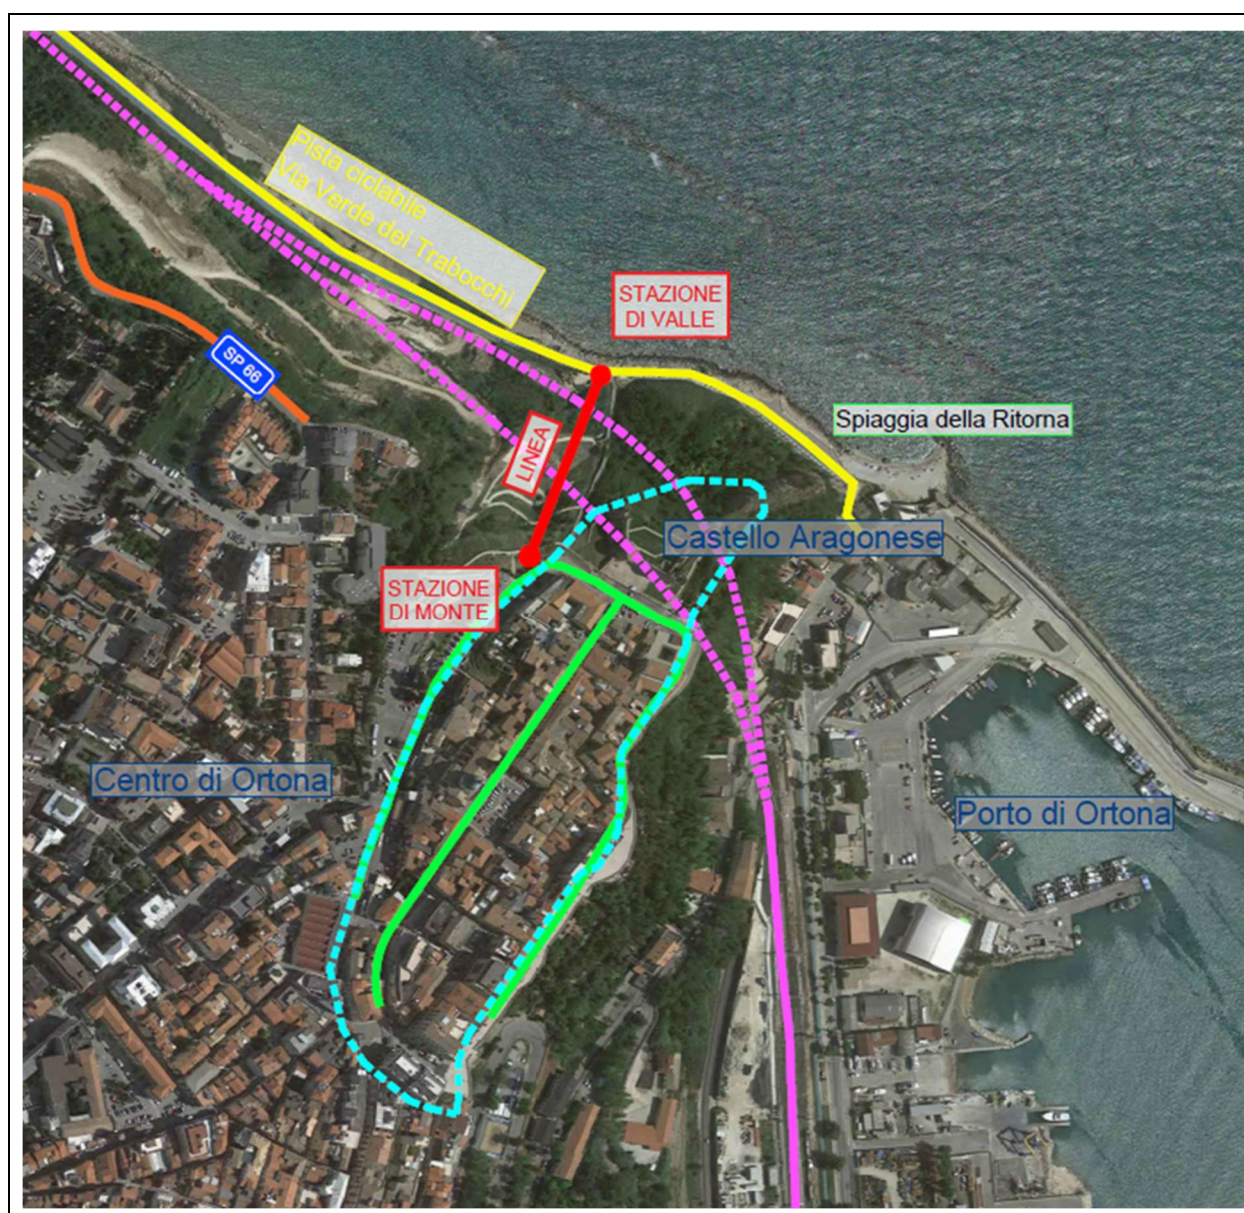 Pista ciclabile
Via Verde dei Trabocchi
STAZIONE
DI VALLE
SP 66
Spiaggia della Ritorna
LINEA
Castello Aragonese
STAZIONE
DI MONTE
Centro di Ortona
Porto di Ortona